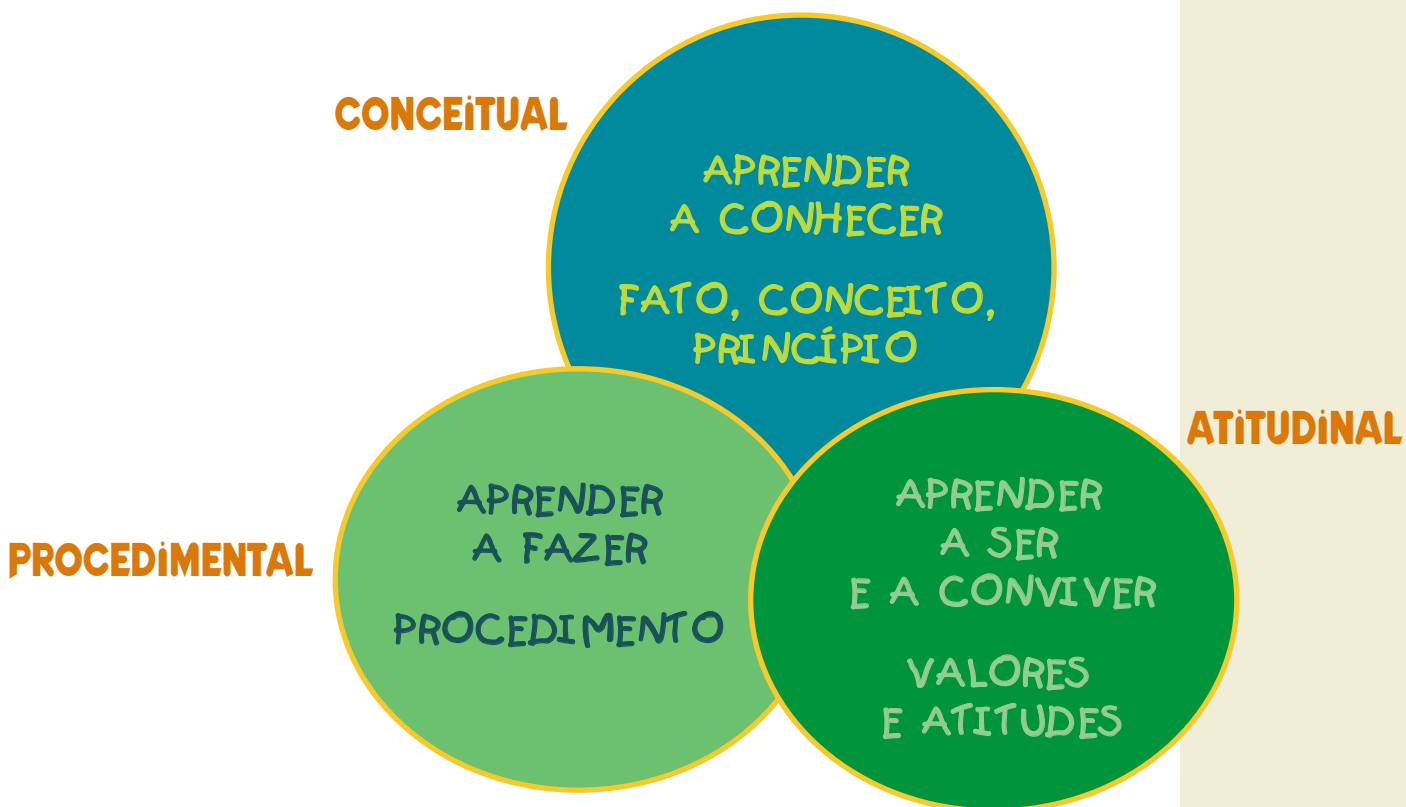 CONCEITUAL
APRENDER
A CONHECER
FATO, CONCEITO,
PRINCÍPIO
PROCEDIMENTAL
APRENDER
A FAZER
PROCEDIMENTO
ATITUDINAL
APRENDER
A SER
E A CONVIVER
VALORES
E ATITUDES